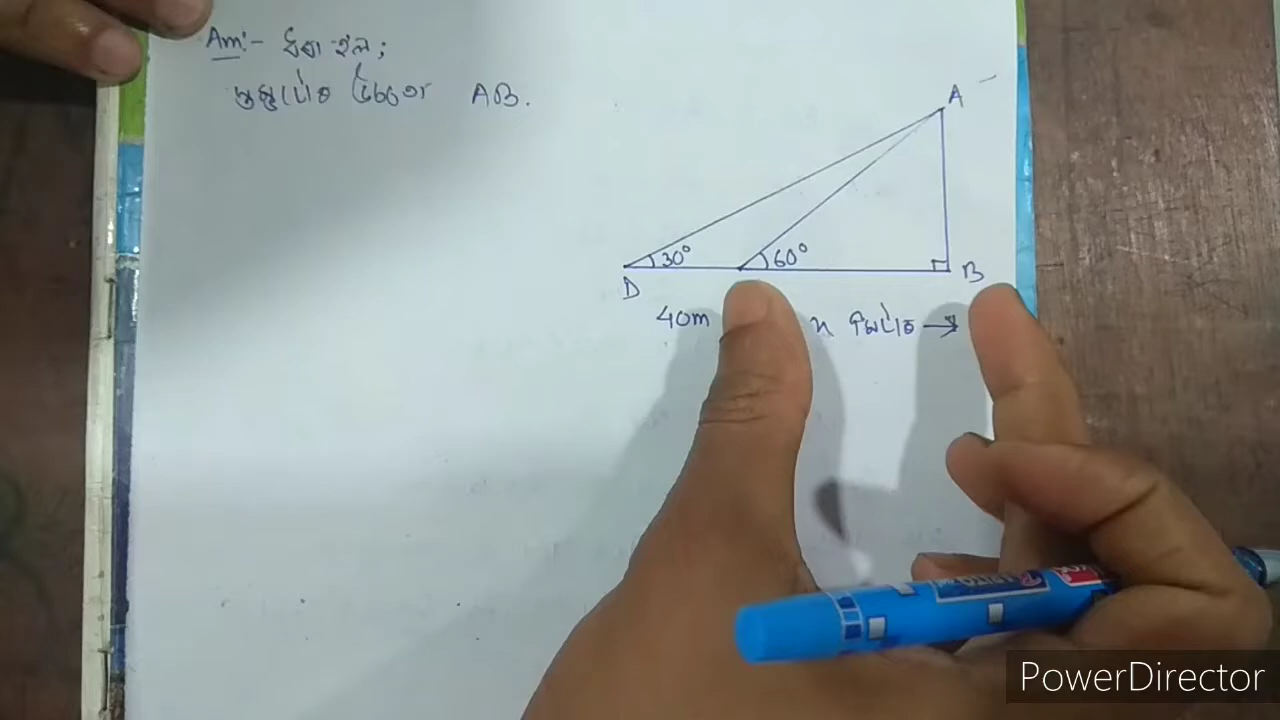 Ans:- ধৰা হল;
স্তম্ভটোৰ উচ্চতা AB.
A
30° 60°
D B
40m x মিটাৰ →
PowerDirector